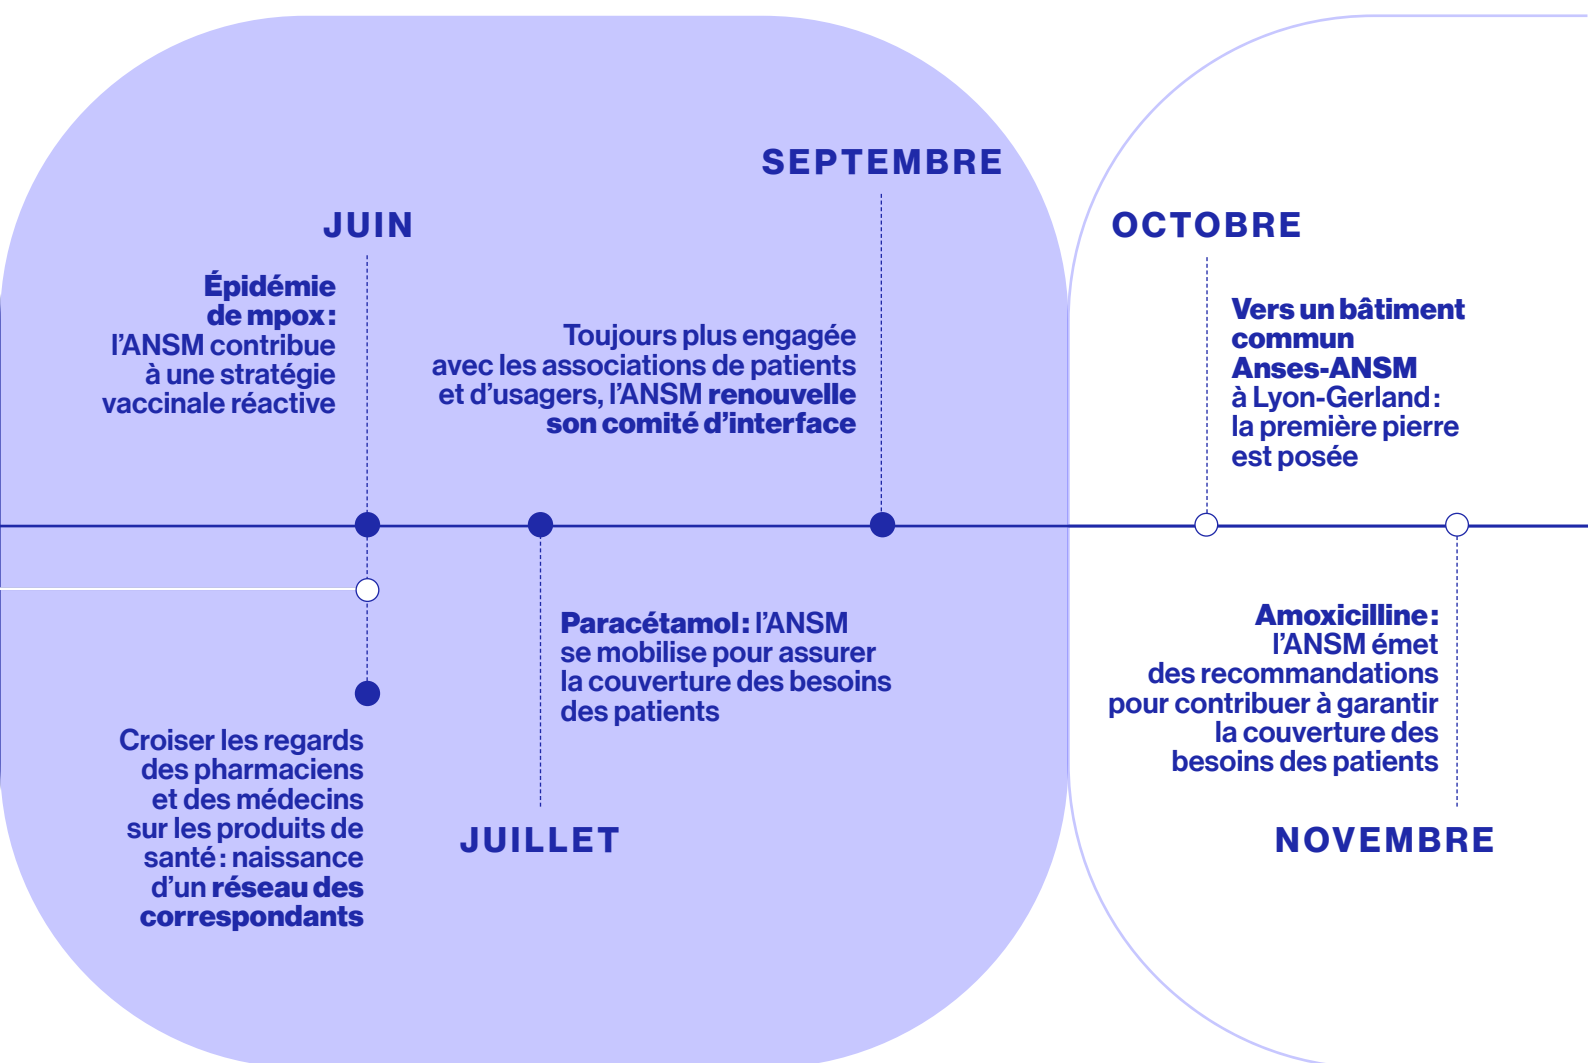 JUIN
Épidémie
de mpox :
l’ANSM contribue
à une stratégie
vaccinale réactive
Croiser les regards
des pharmaciens
et des médecins
sur les produits de
santé : naissance
d’un réseau des
correspondants
Paracétamol : l’ANSM
se mobilise pour assurer
la couverture des besoins
des patients
JUILLET
SEPTEMBRE
Toujours plus engagée
avec les associations de patients
et d’usagers, l’ANSM renouvelle
son comité d’interface
OCTOBRE
Vers un bâtiment
commun
Anses-ANSM
à Lyon-Gerland :
la première pierre
est posée
Amoxicilline :
l’ANSM émet
des recommandations
pour contribuer à garantir
la couverture des
besoins des patients
NOVEMBRE